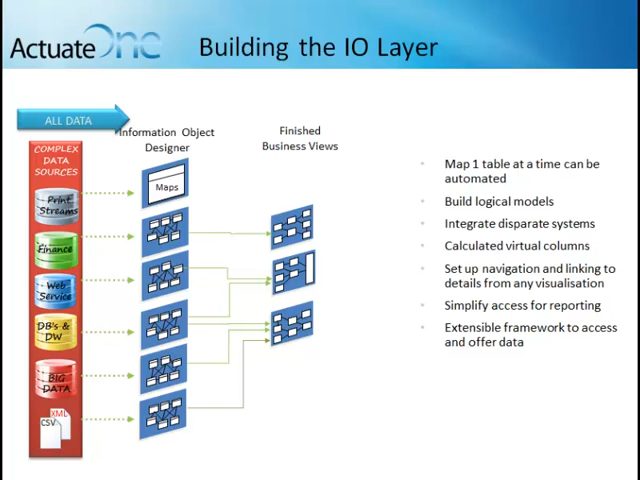 ActuateOne
Building the IO Layer
ALL DATA
COMPLEX
DATA
SOURCES
Print
Streams
Finance
Web
Service
DB's &
DW
BIG
DATA
XML
CSV
Information Object
Designer
Maps
Finished
Business Views
Map 1 table at a time can be
automated
Build logical models
Integrate disparate systems
Calculated virtual columns
Set up navigation and linking to
details from any visualisation
Simplify access for reporting
Extensible framework to access
and offer data